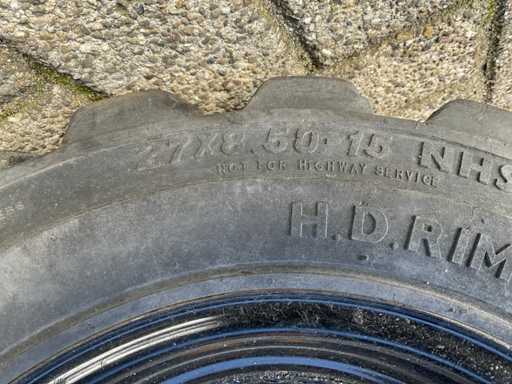 27X8.50-15 NHS
NOT FOR HIGHWAY SERVICE
H.D.RIM